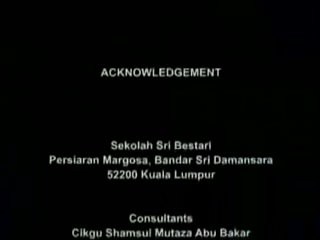 ACKNOWLEDGEMENT
Sekolah Sri Bestari
Persiaran Margosa, Bandar Sri Damansara
52200 Kuala Lumpur
Consultants
Cikgu Shamsul Mutaza Abu Bakar